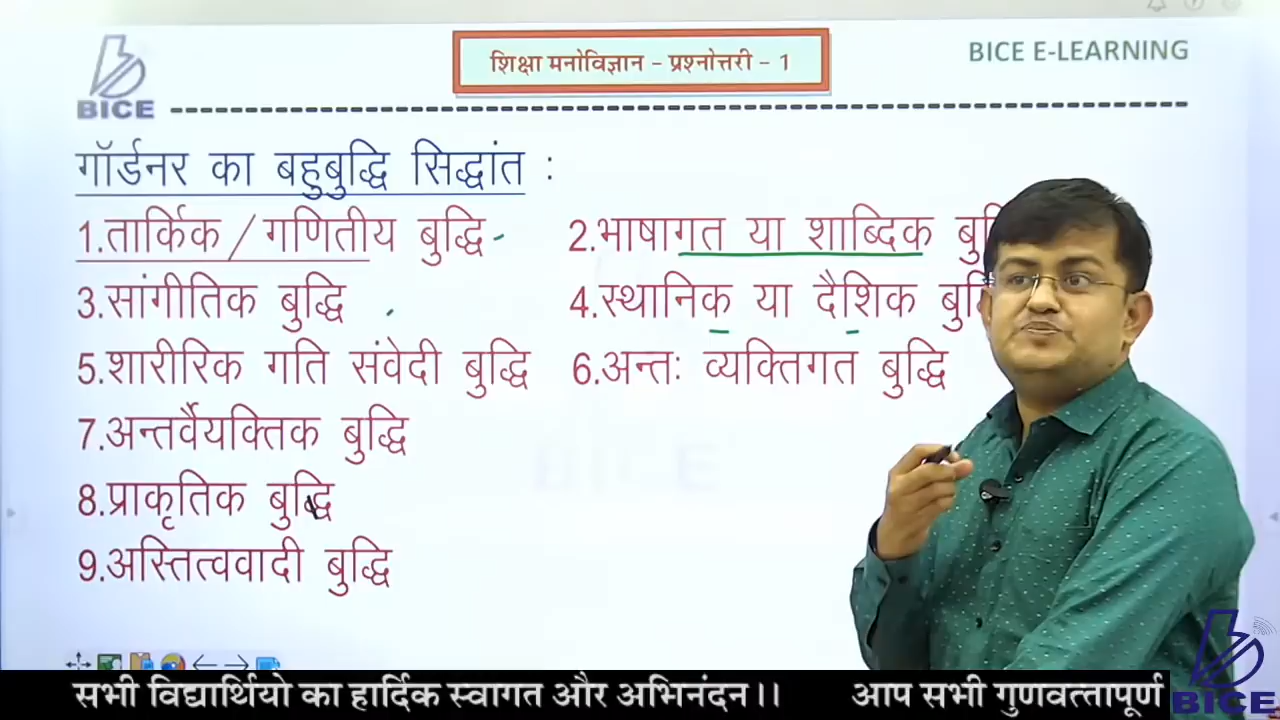 शिक्षा मनोविज्ञान - प्रश्नोत्तरी - 1
BICE E-LEARNING
BICE
गॉर्डनर का बहुबुद्धि सिद्धांत :
1.तार्किक / गणितीय बुद्धि 2.भाषागत या शाब्दिक
3.सांगीतिक बुद्धि 4.स्थानिक या दैशिक
5.शारीरिक गति संवेदी बुद्धि 6.अन्तः व्यक्तिगत बुद्धि
7.अन्तर्वैयक्तिक बुद्धि
BICE
8.प्राकृतिक बुद्धि
9.अस्तित्ववादी बुद्धि
सभी विद्यार्थियो का हार्दिक स्वागत और अभिनंदन।। आप सभी गुणवत्तापूर्ण
BICE